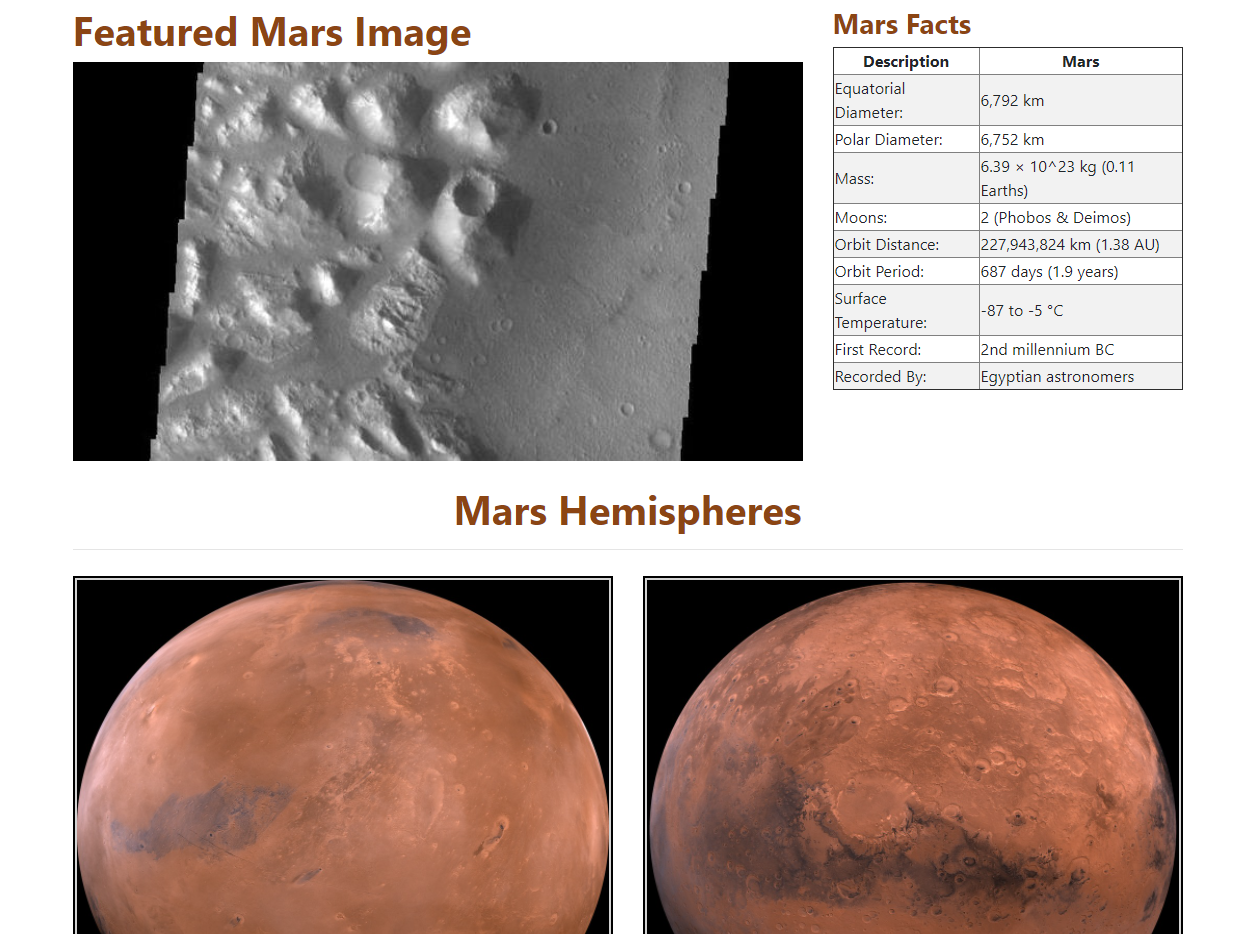 Featured Mars Image
Mars Facts
Description Mars
Equatorial
Diameter:
6,792 km
Polar Diameter: 6,752 km
Mass:
6.39 × 10^23 kg (0.11
Earths)
Moons: 2 (Phobos & Deimos)
Orbit Distance: 227,943,824 km (1.38 AU)
Orbit Period: 687 days (1.9 years)
Surface
Temperature:
-87 to -5 °C
First Record: 2nd millennium BC
Recorded By: Egyptian astronomers
Mars Hemispheres